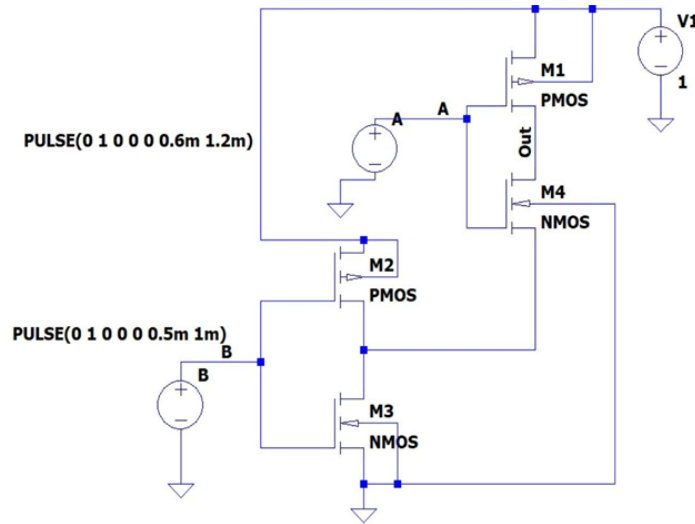 V1
M1
1
PMOS
A
A
PULSE(0 1 0 0 0 0.6m 1.2m)
Out
M4
NMOS
M2
PMOS
PULSE(0 1 0 0 0 0.5m 1m)
B
B
M3
NMOS